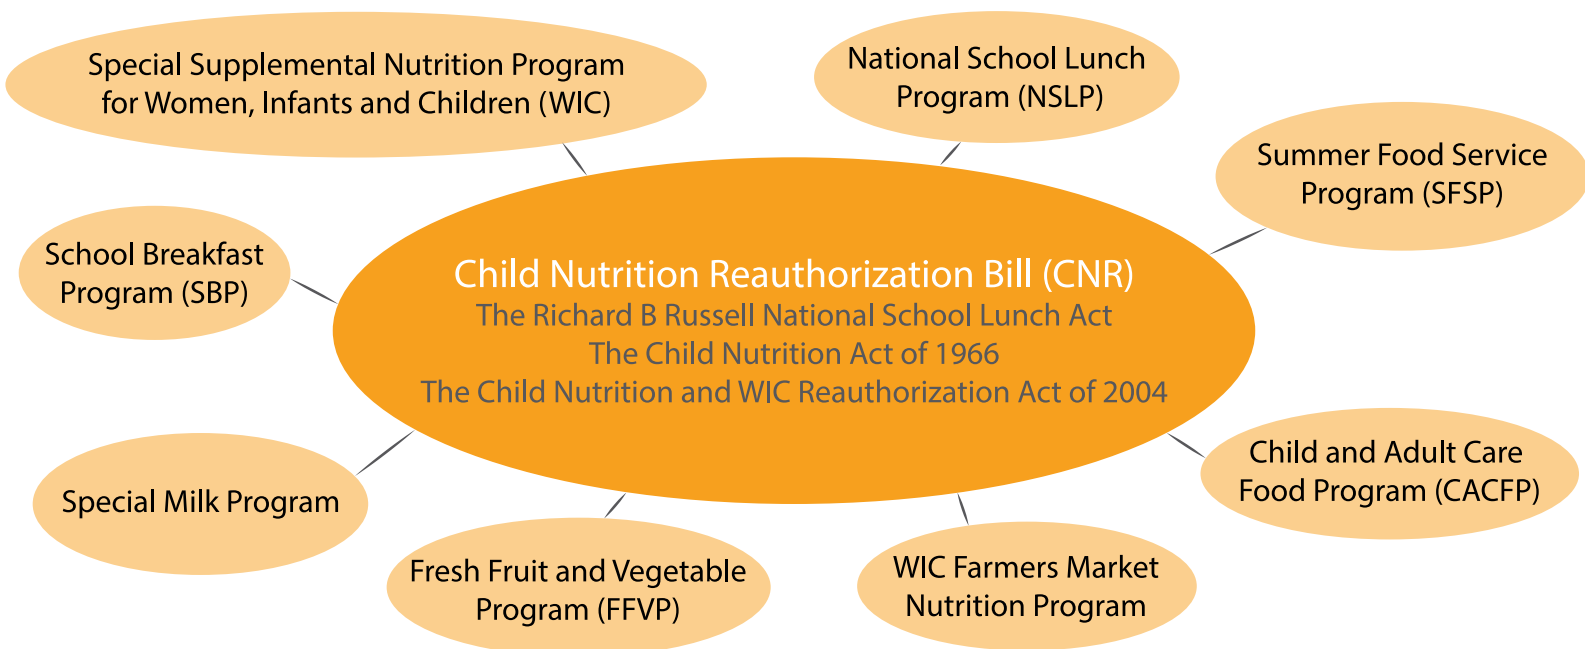 Special Supplemental Nutrition Program
for Women, Infants and Children (WIC)
National School Lunch
Program (NSLP)
Summer Food Service
Program (SFSP)
School Breakfast
Program (SBP)
Child Nutrition Reauthorization Bill (CNR)
The Richard B Russell National School Lunch Act
The Child Nutrition Act of 1966
The Child Nutrition and WIC Reauthorization Act of 2004
Child and Adult Care
Food Program (CACFP)
Special Milk Program
Fresh Fruit and Vegetable
Program (FFVP)
WIC Farmers Market
Nutrition Program